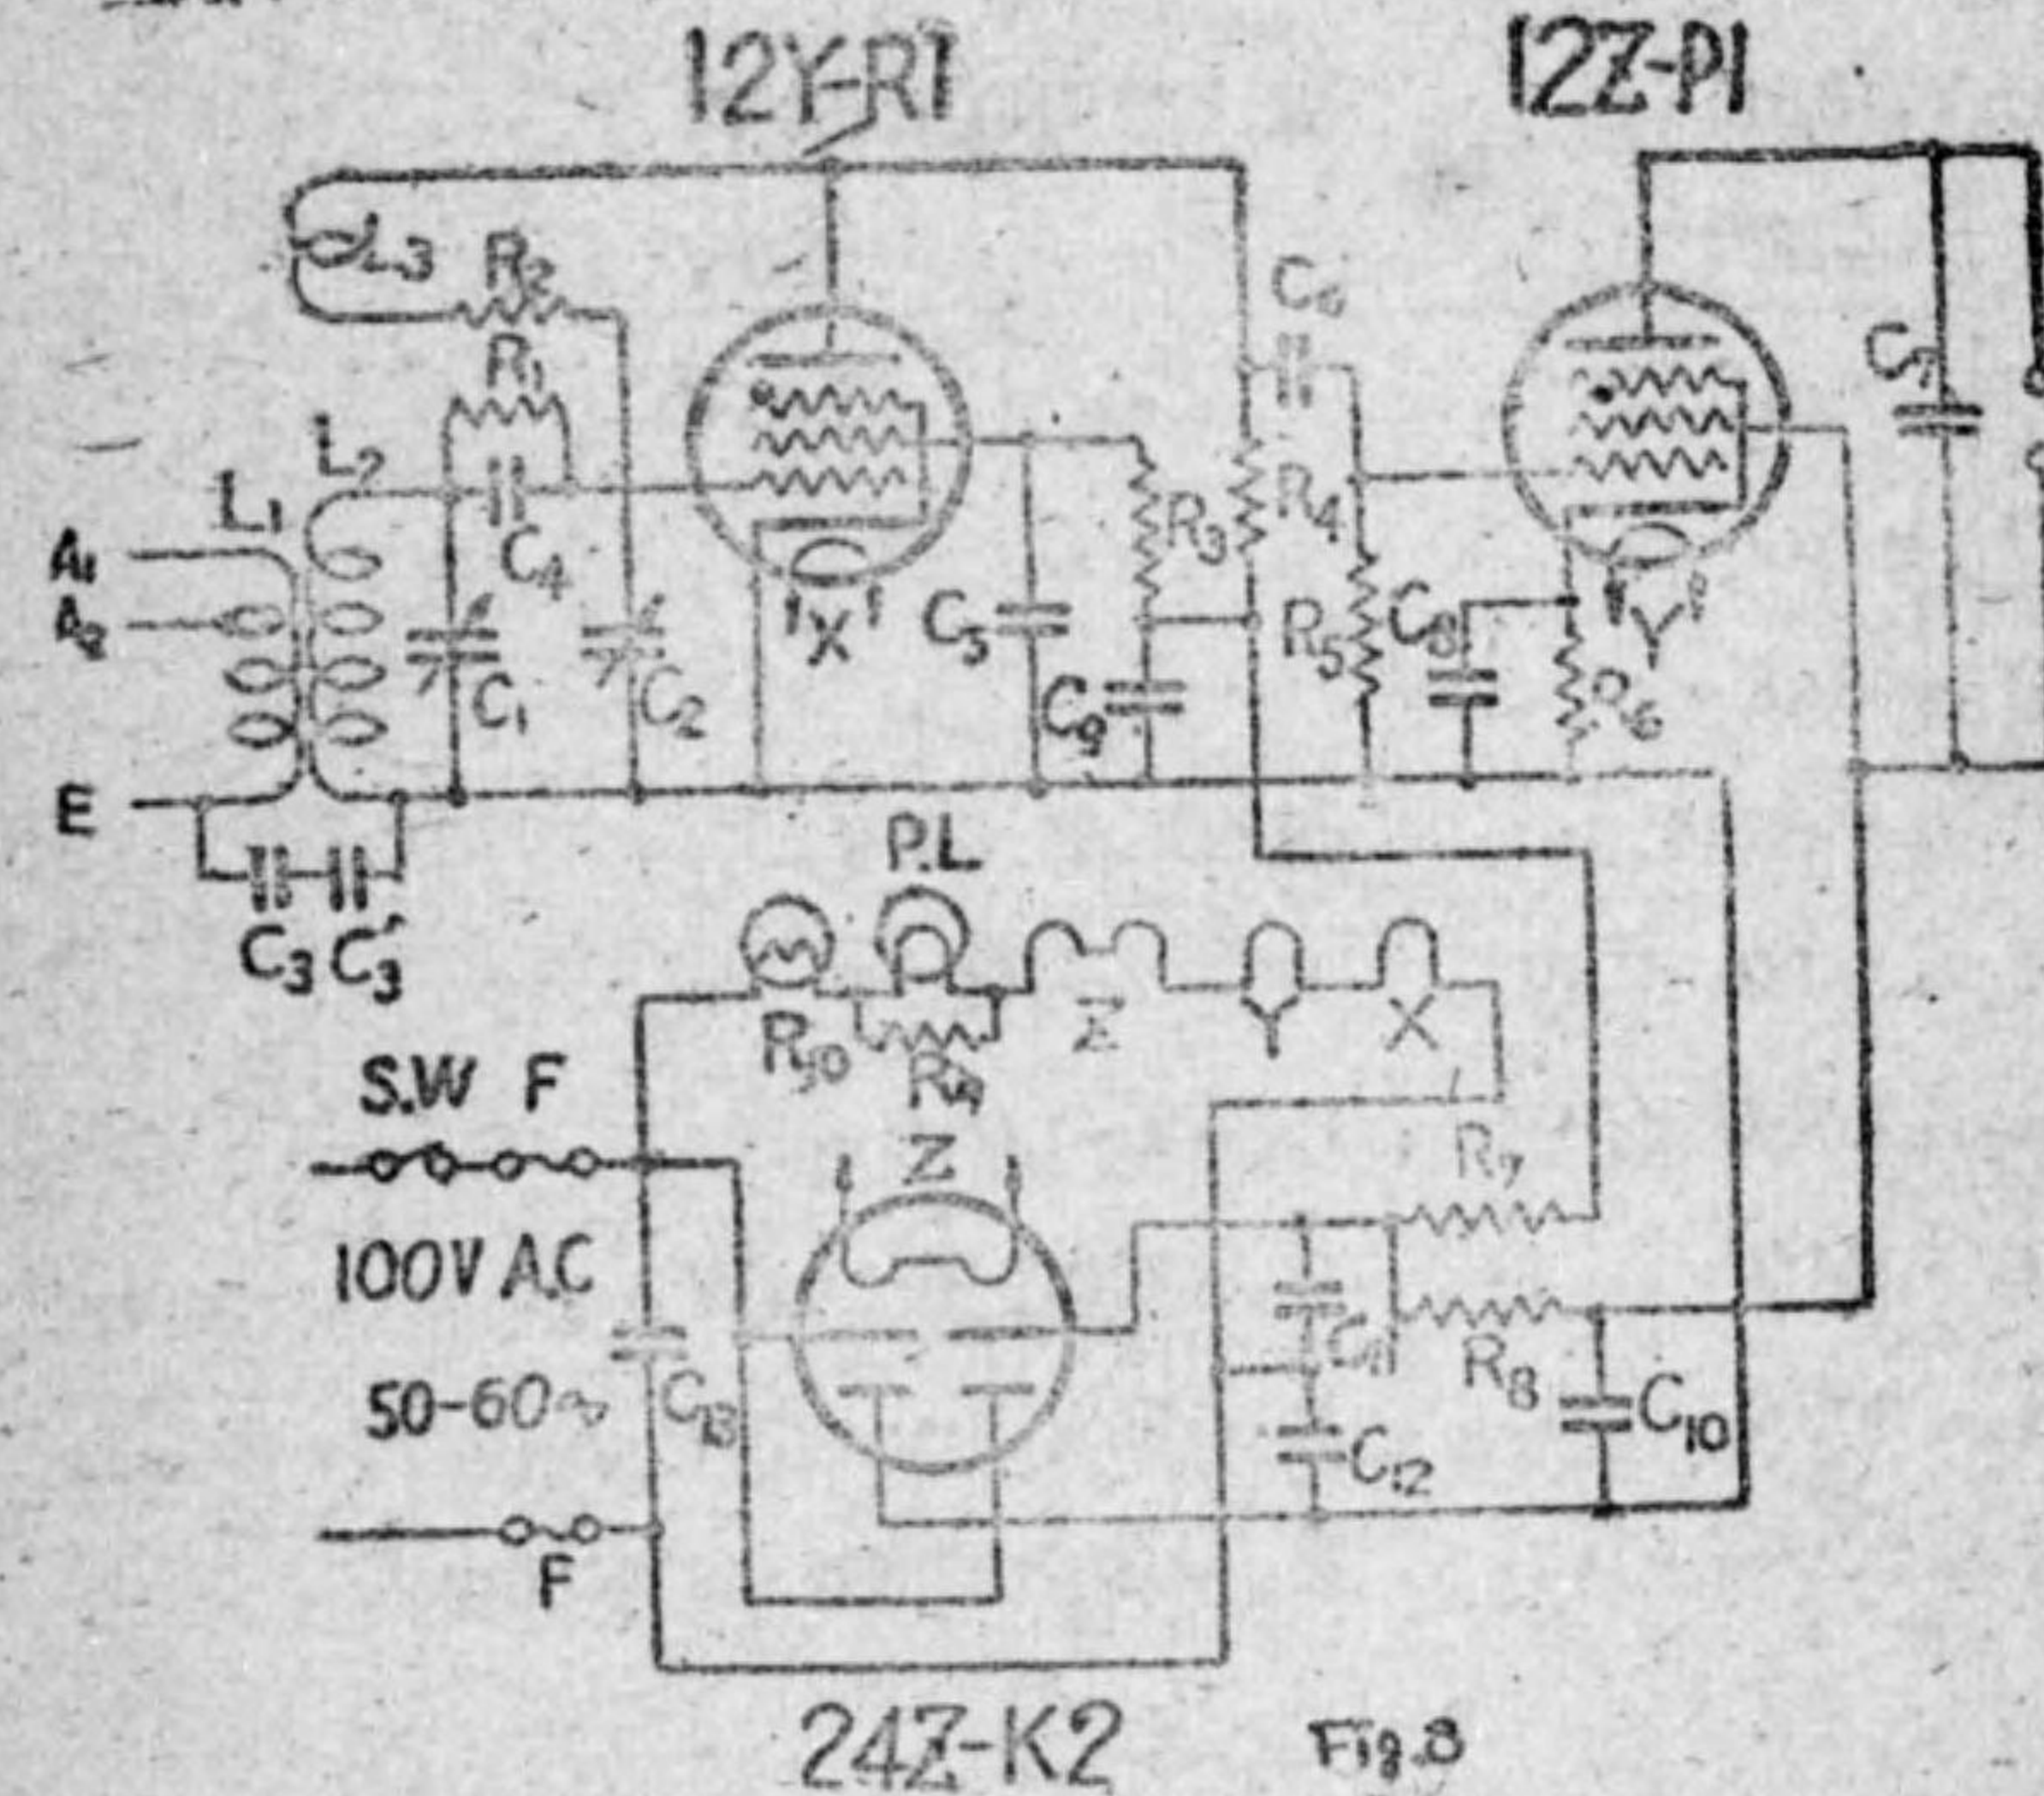 12Y-R1
12Z-P1
L3
R2
R1
C6
C7
L2
L1
C4
R3
R4
A1
A2
'X'
C5
R5
C8
'Y'
C1
C2
C9
R6
E
P.L
C3 C3'
R10
R9
Z
Y
X
S.W F
Z
R7
100V A.C
C11
R8
50-60~
C13
C10
C12
F
24Z-K2
Fig.8